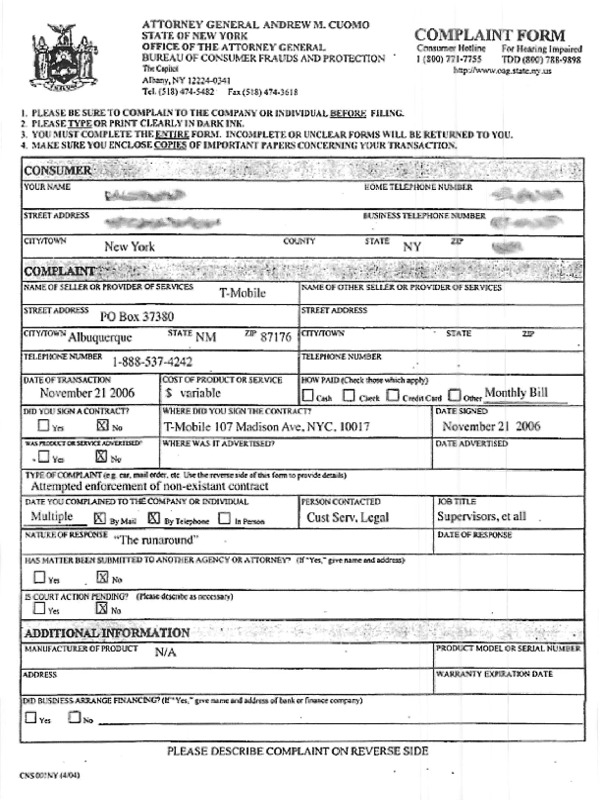 ATTORNEY GENERAL ANDREW M. CUOMO
STATE OF NEW YORK
OFFICE OF THE ATTORNEY GENERAL
BUREAU OF CONSUMER FRAUDS AND PROTECTION
The Capitol
Albany, NY 12224-0341
Tel. (518) 474-5482 Fax (518) 474-3618
COMPLAINT FORM
Consumer Hotline For Hearing Impaired
1 (800) 771-7755 TDD (800) 788-9898
http://www.oag.state.ny.us
1. PLEASE BE SURE TO COMPLAIN TO THE COMPANY OR INDIVIDUAL BEFORE FILING.
2. PLEASE TYPE OR PRINT CLEARLY IN DARK INK.
3. YOU MUST COMPLETE THE ENTIRE FORM. INCOMPLETE OR UNCLEAR FORMS WILL BE RETURNED TO YOU.
4. MAKE SURE YOU ENCLOSE COPIES OF IMPORTANT PAPERS CONCERNING YOUR TRANSACTION.
CONSUMER
YOUR NAME HOME TELEPHONE NUMBER
STREET ADDRESS BUSINESS TELEPHONE NUMBER
CITY/TOWN New York COUNTY STATE NY ZIP
COMPLAINT
NAME OF SELLER OR PROVIDER OF SERVICES T-Mobile NAME OF OTHER SELLER OR PROVIDER OF SERVICES
STREET ADDRESS PO Box 37380 STREET ADDRESS
CITY/TOWN Albuquerque STATE NM ZIP 87176 CITY/TOWN STATE ZIP
TELEPHONE NUMBER 1-888-537-4242 TELEPHONE NUMBER
DATE OF TRANSACTION COST OF PRODUCT OR SERVICE HOW PAID (Check those which apply)
November 21 2006 $ variable Cash Check Credit Card Other Monthly Bill
DID YOU SIGN A CONTRACT? WHERE DID YOU SIGN THE CONTRACT? DATE SIGNED
Yes X No T-Mobile 107 Madison Ave, NYC, 10017 November 21 2006
WAS PRODUCT OR SERVICE ADVERTISED? WHERE WAS IT ADVERTISED? DATE ADVERTISED
Yes X No
TYPE OF COMPLAINT (e.g. car, mail order, etc. Use the reverse side of this form to provide details)
Attempted enforcement of non-existant contract
DATE YOU COMPLAINED TO THE COMPANY OR INDIVIDUAL PERSON CONTACTED JOB TITLE
Multiple X By Mail X By Telephone In Person Cust Serv, Legal Supervisors, et all
NATURE OF RESPONSE "The runaround" DATE OF RESPONSE
HAS MATTER BEEN SUBMITTED TO ANOTHER AGENCY OR ATTORNEY? (If "Yes," give name and address)
Yes X No
IS COURT ACTION PENDING? (Please describe as necessary)
Yes X No
ADDITIONAL INFORMATION
MANUFACTURER OF PRODUCT N/A PRODUCT MODEL OR SERIAL NUMBER
ADDRESS WARRANTY EXPIRATION DATE
DID BUSINESS ARRANGE FINANCING? (If "Yes," give name and address of bank or finance company)
Yes No
PLEASE DESCRIBE COMPLAINT ON REVERSE SIDE
CNS 001NY (4/04)